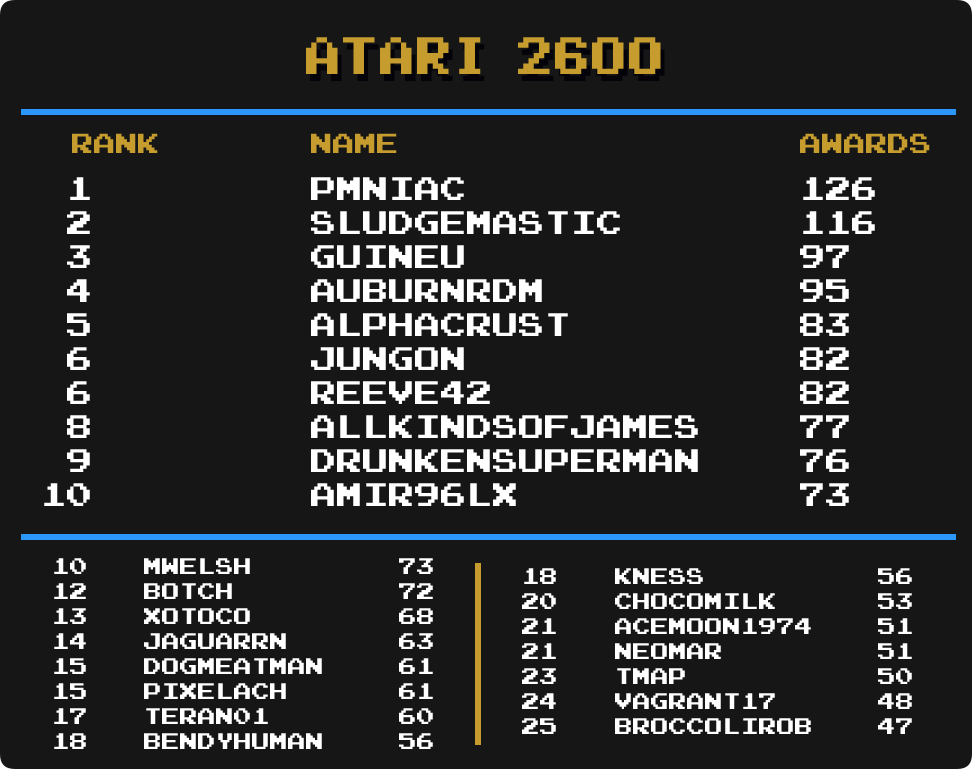 ATARI 2600
RANK NAME AWARDS
1 PMNIAC 126
2 SLUDGEMASTIC 116
3 GUINEU 97
4 AUBURNRDM 95
5 ALPHACRUST 83
6 JUNGON 82
6 REEVE42 82
8 ALLKINDSOFJAMES 77
9 DRUNKENSUPERMAN 76
10 AMIR96LX 73
10 MWELSH 73
12 BOTCH 72
13 XOTOCO 68
14 JAGUARRN 63
15 DOGMEATMAN 61
15 PIXELACH 61
17 TERAN01 60
18 BENDYHUMAN 56
18 KNESS 56
20 CHOCOMILK 53
21 ACEMOON1974 51
21 NEOMAR 51
23 TMAP 50
24 VAGRANT17 48
25 BROCCOLIROB 47